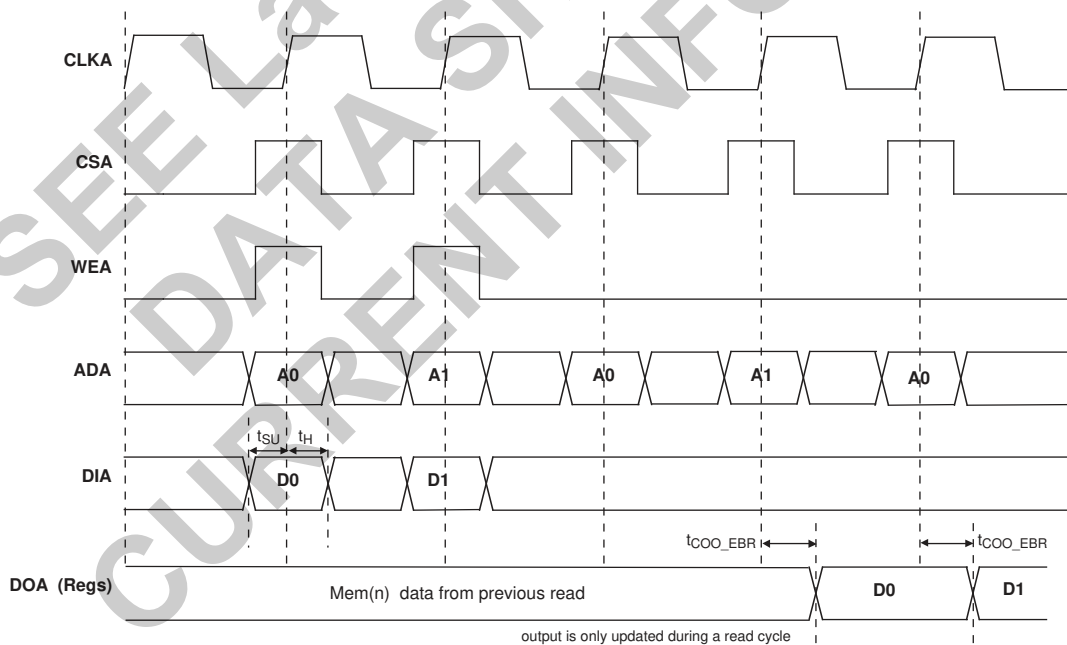 CLKA
CSA
WEA
ADA
A0
A1
A0
A1
A0
tSU
tH
DIA
D0
D1
tCOO_EBR
tCOO_EBR
DOA (Regs)
Mem(n) data from previous read
D0
D1
output is only updated during a read cycle
SEE
DATA
CURRENT